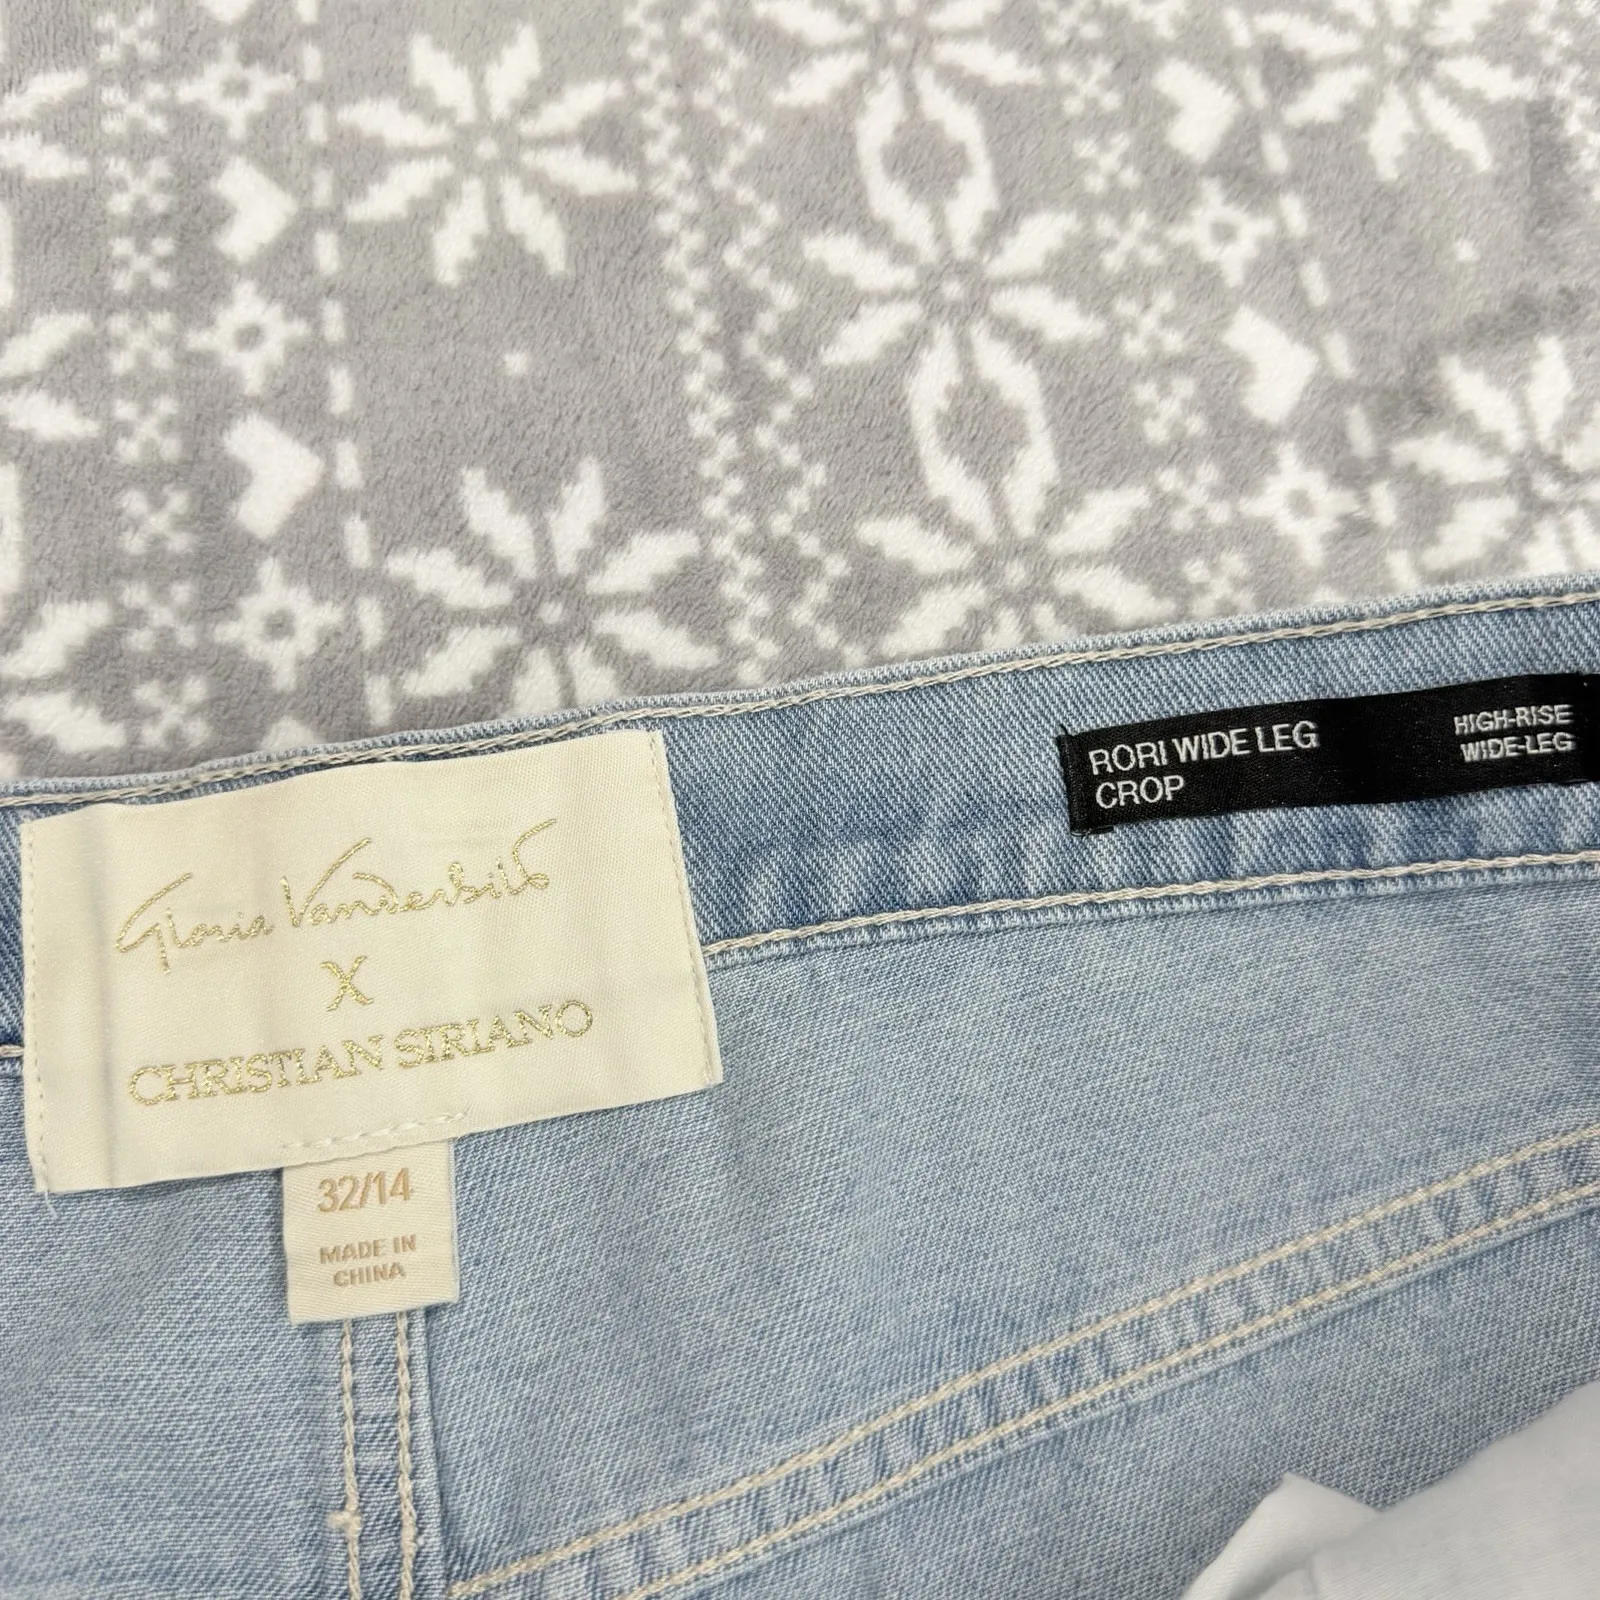 Gloria Vanderbilt
X
CHRISTIAN SIRIANO
32/14
MADE IN
CHINA
RORI WIDE LEG
CROP
HIGH-RISE
WIDE-LEG